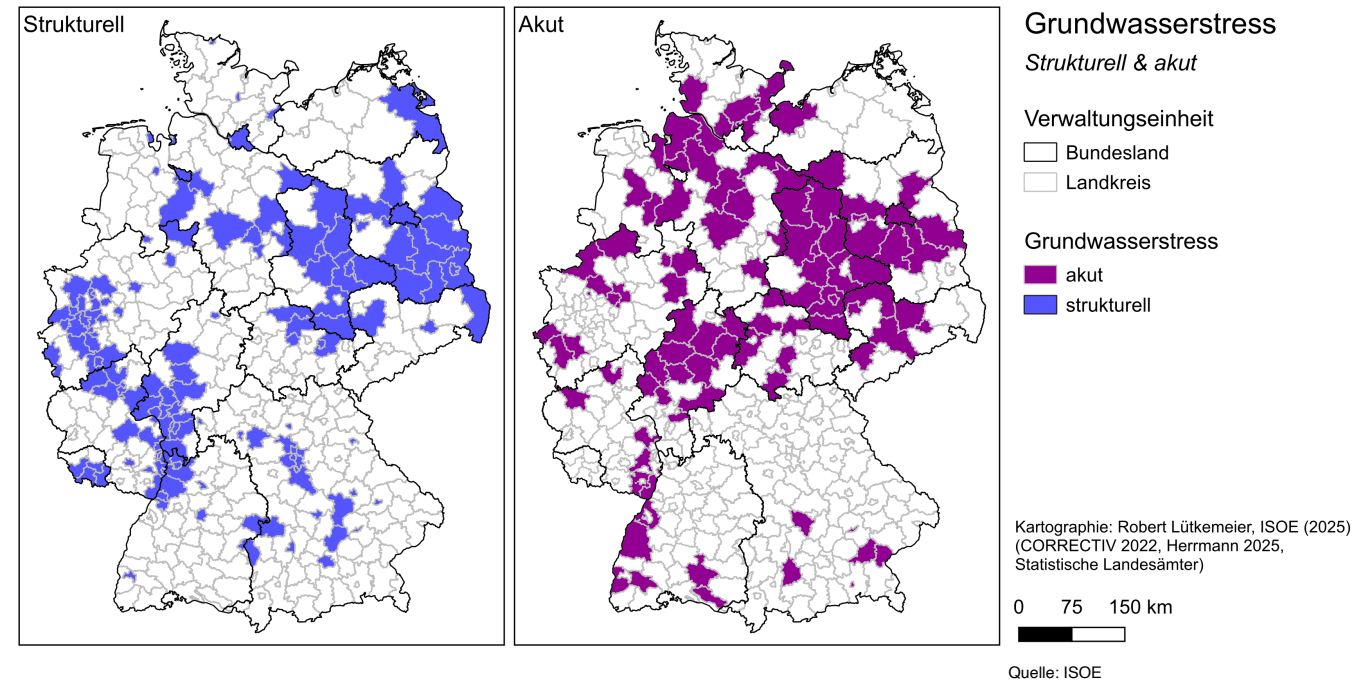 Strukturell
Akut
Grundwasserstress
Strukturell & akut
Verwaltungseinheit
Bundesland
Landkreis
Grundwasserstress
akut
strukturell
Kartographie: Robert Lütkemeier, ISOE (2025)
(CORRECTIV 2022, Herrmann 2025,
Statistische Landesämter)
0 75 150 km
Quelle: ISOE